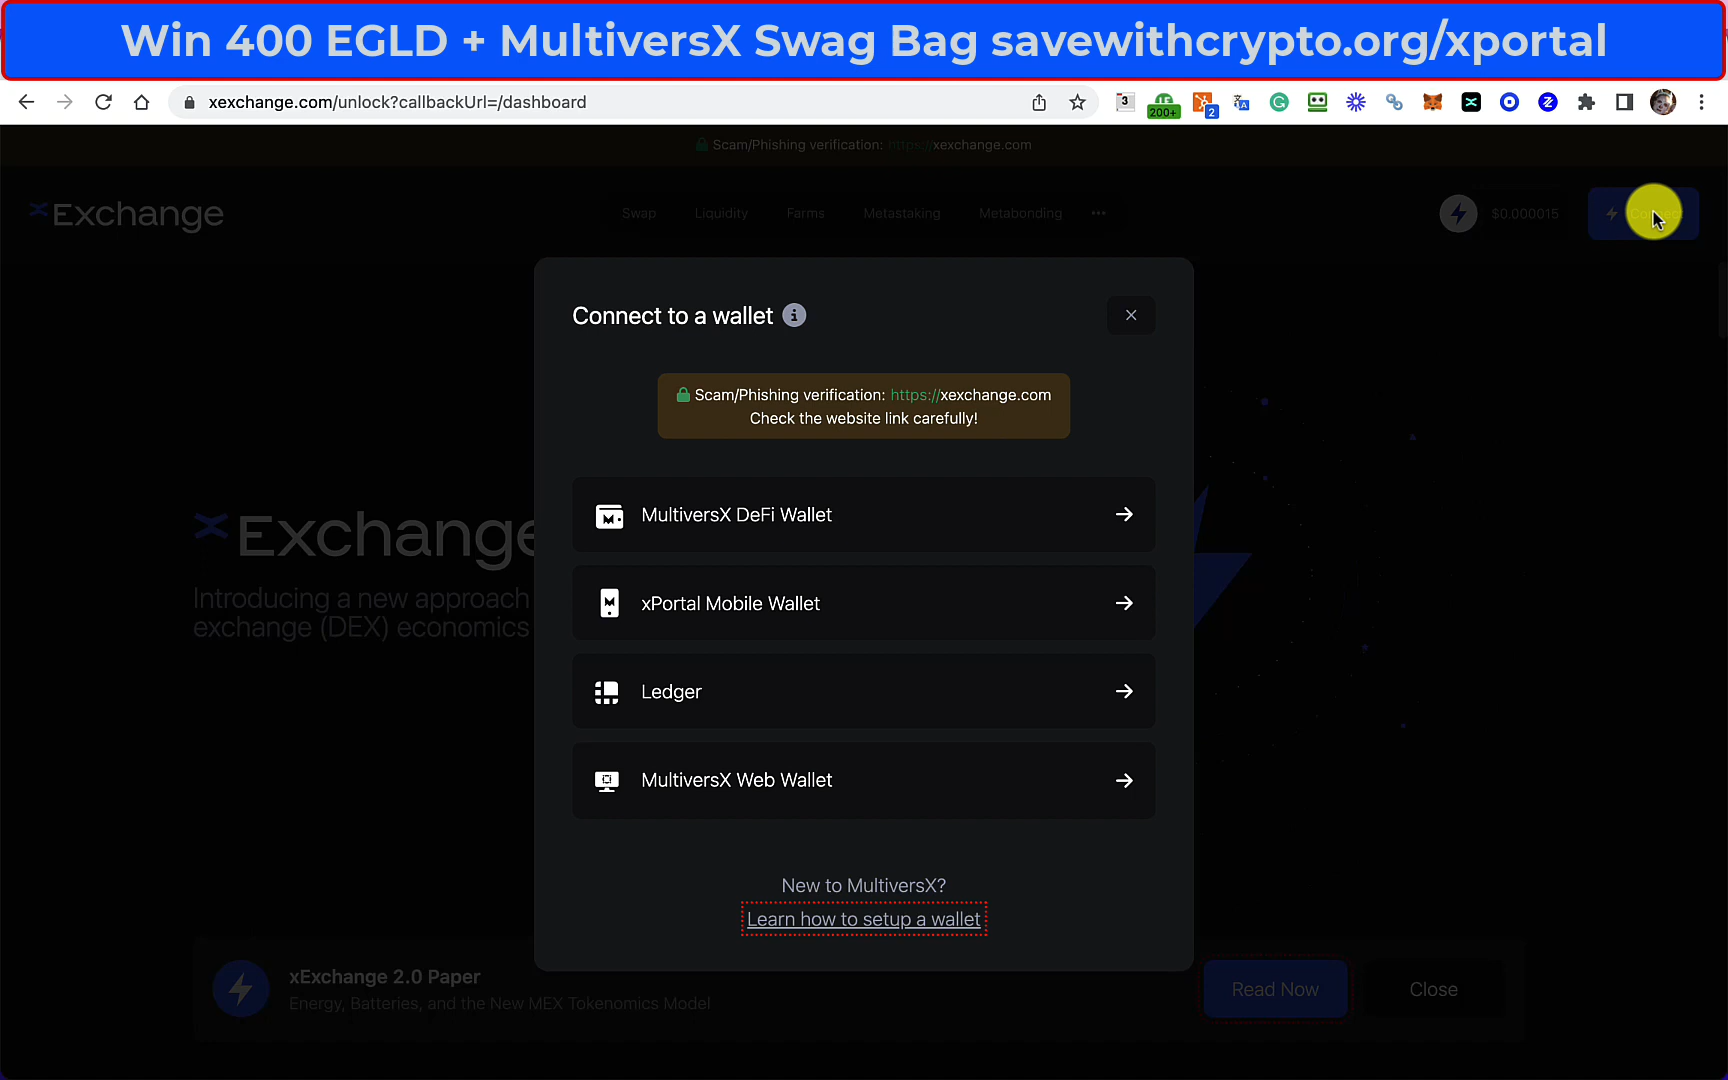 Win 400 EGLD + MultiversX Swag Bag savewithcrypto.org/xportal
xexchange.com/unlock?callbackUrl=/dashboard
3
200+
2
Scam/Phishing verification: https://xexchange.com
Exchange
Swap
Liquidity
Farms
Metastaking
Metabonding
$0.000015
Connect to a wallet
Scam/Phishing verification: https://xexchange.com
Check the website link carefully!
MultiversX DeFi Wallet
xPortal Mobile Wallet
Ledger
MultiversX Web Wallet
New to MultiversX?
Learn how to setup a wallet
Exchange
Introducing a new approach
exchange (DEX) economics
xExchange 2.0 Paper
Energy, Batteries, and the New MEX Tokenomics Model
Read Now
Close